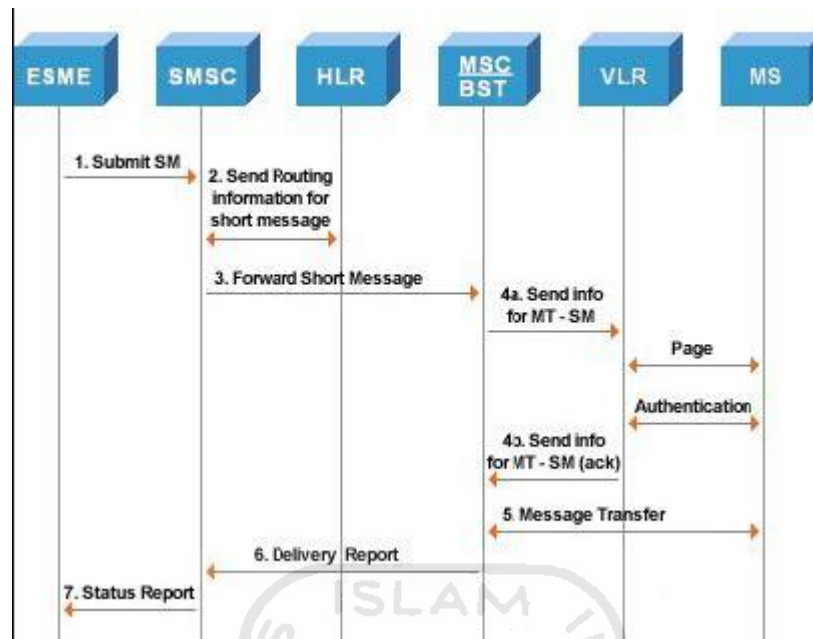 ESME SMSC HLR MSC VLR MS
BST
1. Submit SM
2. Send Routing
information for
short message
3. Forward Short Message
4a. Send info
for MT - SM
Page
Authentication
4b. Send info
for MT - SM (ack)
5. Message Transfer
6. Delivery Report
7. Status Report
ISLAM